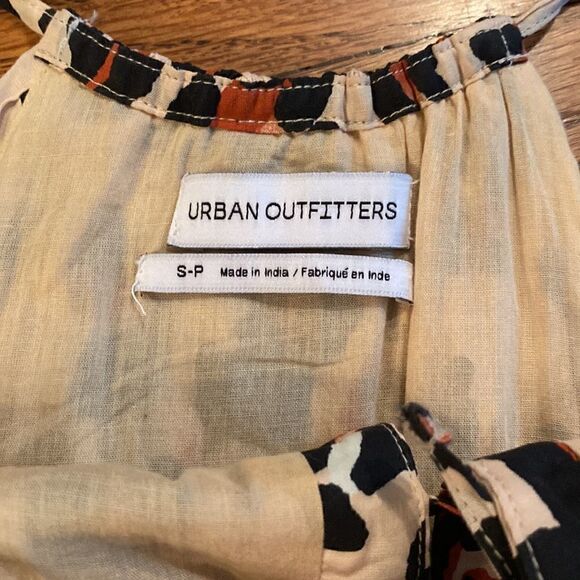 URBAN OUTFITTERS
S-P Made in India / Fabriqué en Inde